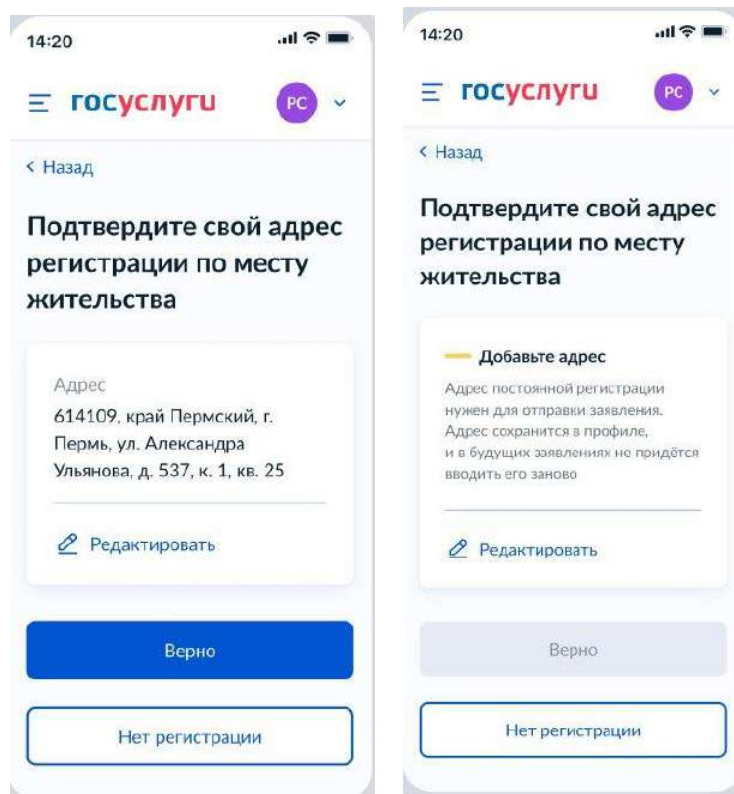 14:20
госуслуги
РС
Назад
Подтвердите свой адрес
регистрации по месту
жительства
Адрес
614109, край Пермский, г.
Пермь, ул. Александра
Ульянова, д. 537, к. 1, кв. 25
Редактировать
Верно
Нет регистрации
14:20
госуслуги
РС
Назад
Подтвердите свой адрес
регистрации по месту
жительства
Добавьте адрес
Адрес постоянной регистрации
нужен для отправки заявления.
Адрес сохранится в профиле,
и в будущих заявлениях не придётся
вводить его заново
Редактировать
Верно
Нет регистрации